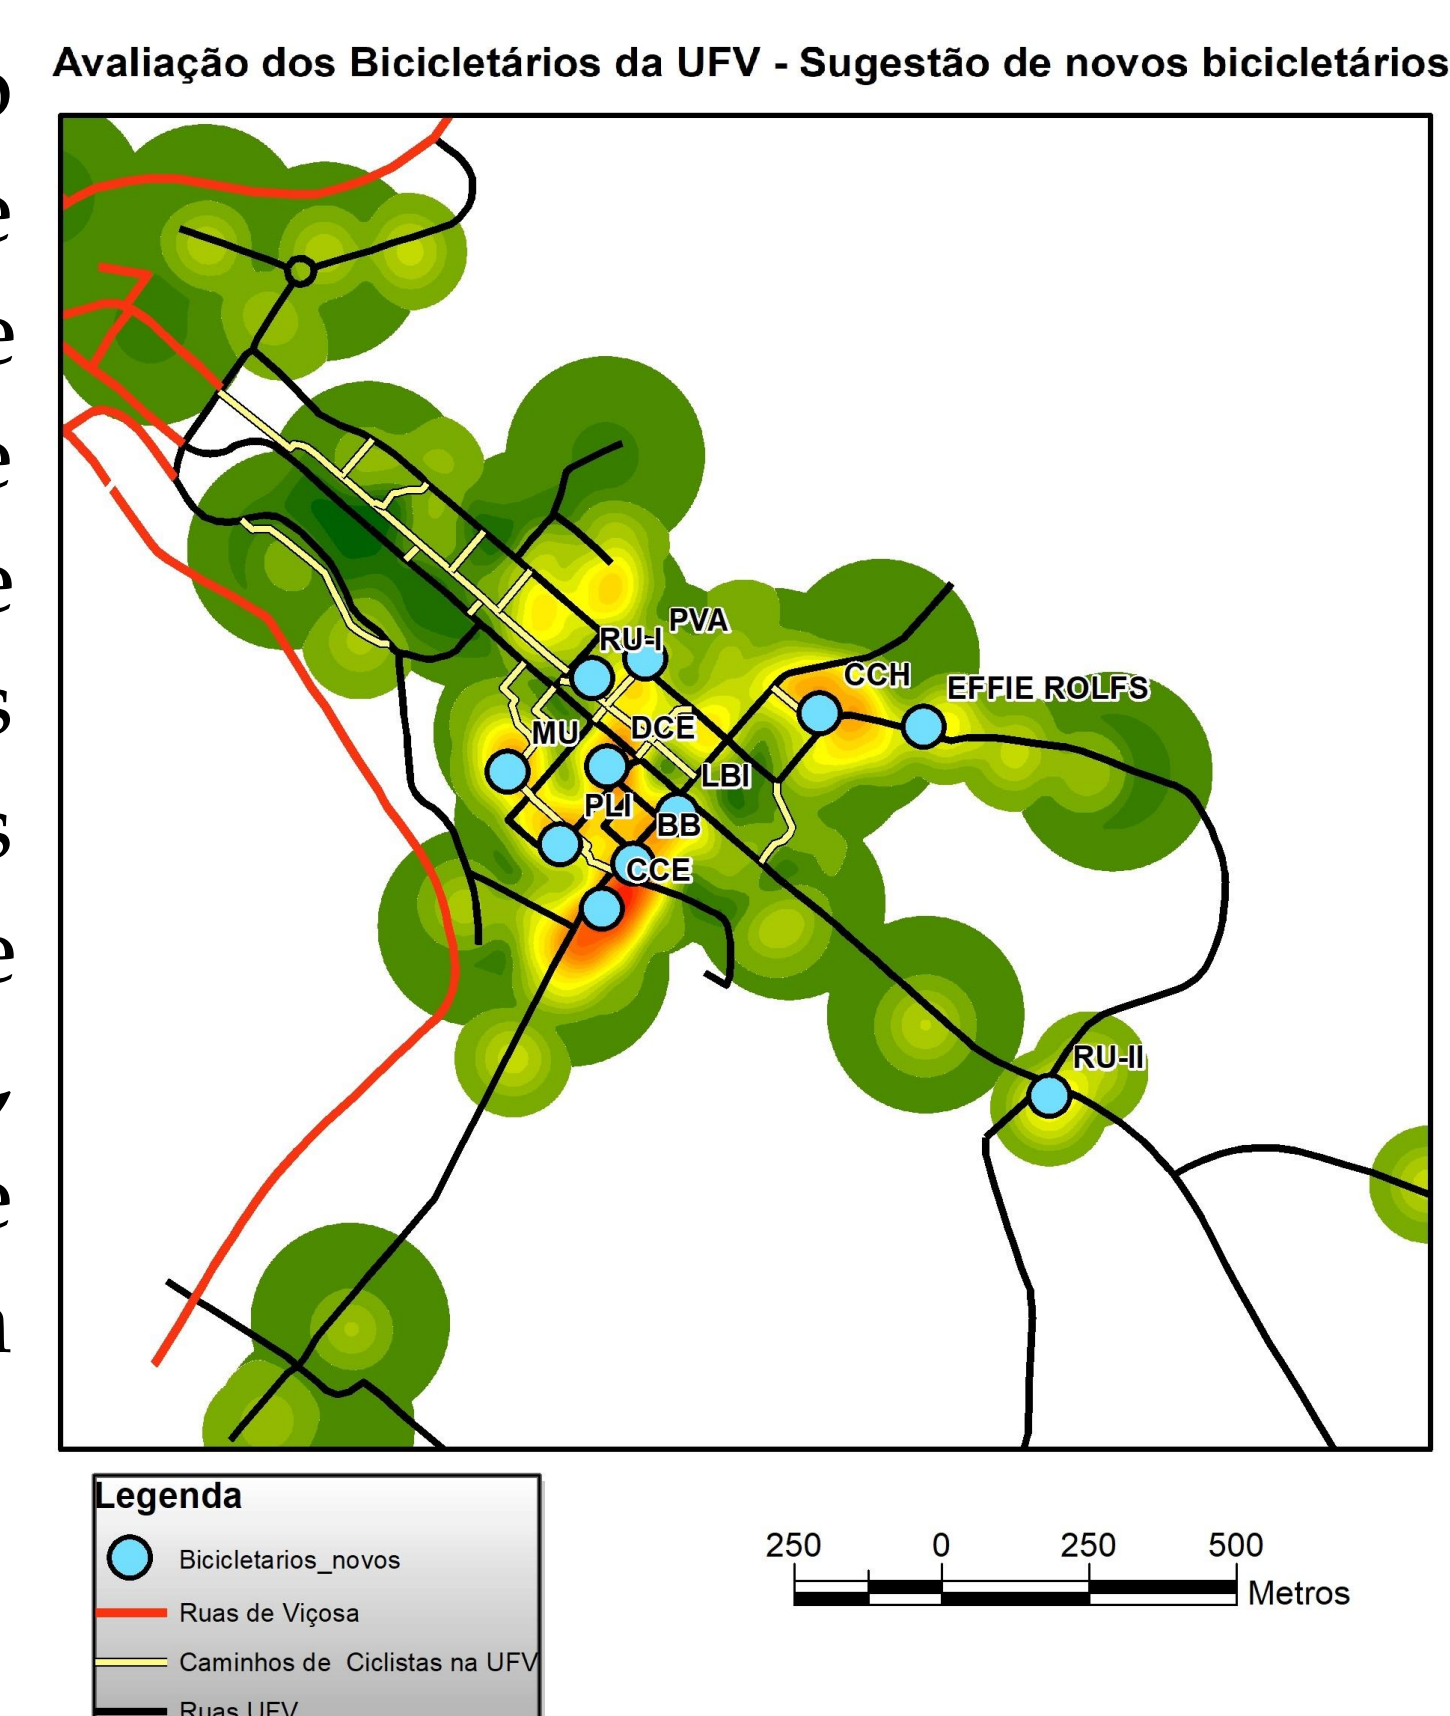 Avaliação dos Bicicletários da UFV - Sugestão de novos bicicletários
o
e
e
e
e
s
s
e
e
n
PVA
RU-I
CCH
EFFIE ROLFS
MU
DCE
LBI
PLI
BB
CCE
RU-II
Legenda
Bicicletarios_novos
Ruas de Viçosa
Caminhos de Ciclistas na UFV
Ruas UFV
250 0 250 500
Metros